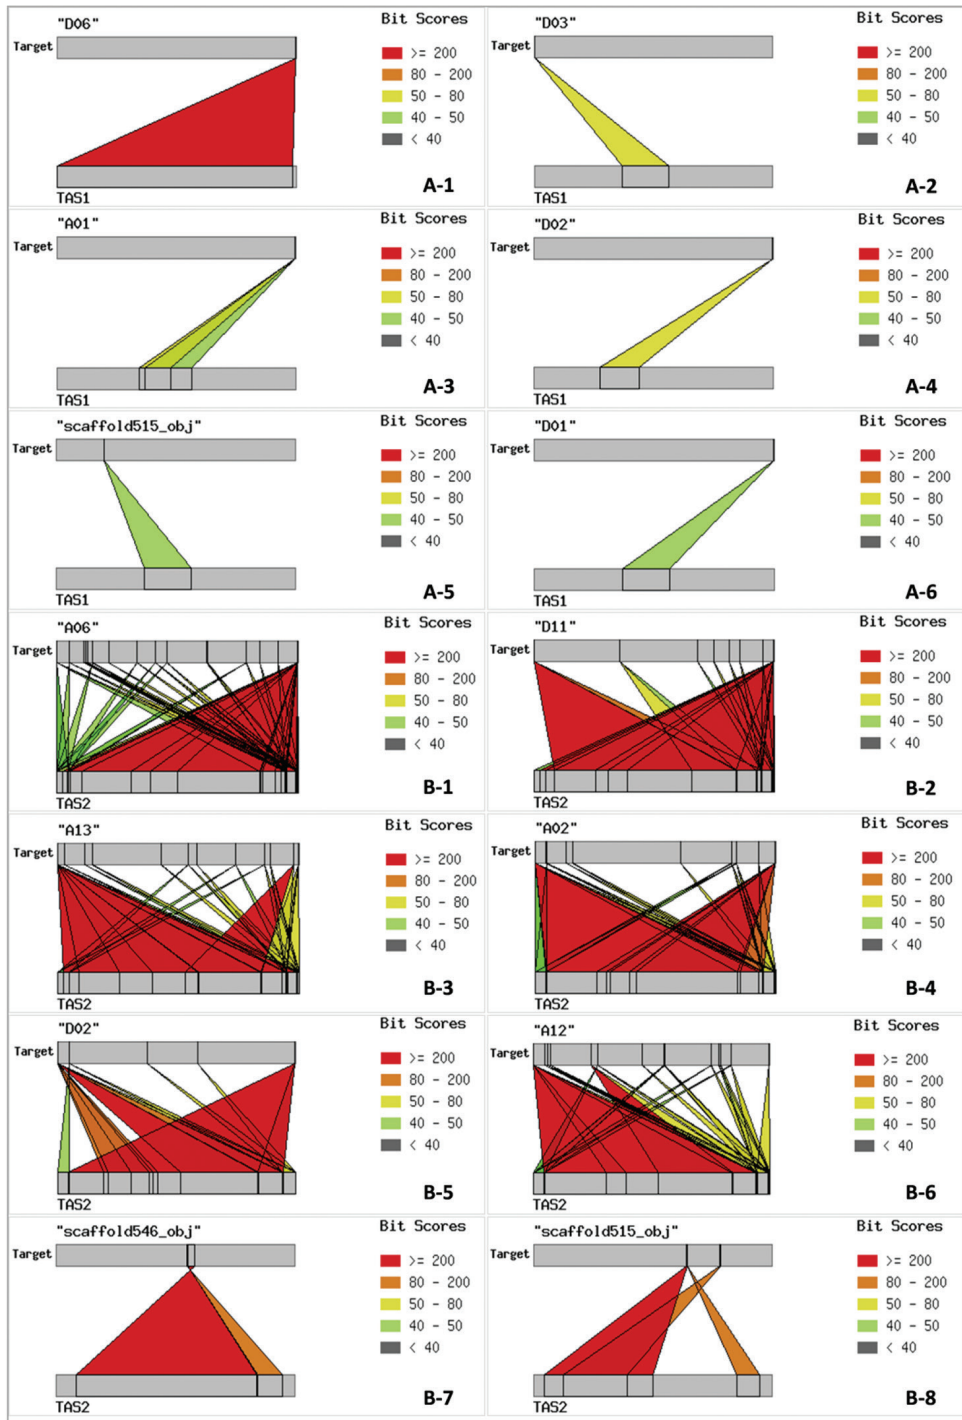 "D06"
Bit Scores
Target
>= 200
80 - 200
50 - 80
40 - 50
< 40
A-1
TAS1
"D03"
Bit Scores
Target
>= 200
80 - 200
50 - 80
40 - 50
< 40
A-2
TAS1
"A01"
Bit Scores
Target
>= 200
80 - 200
50 - 80
40 - 50
< 40
A-3
TAS1
"D02"
Bit Scores
Target
>= 200
80 - 200
50 - 80
40 - 50
< 40
A-4
TAS1
"scaffold515_obj"
Bit Scores
Target
>= 200
80 - 200
50 - 80
40 - 50
< 40
A-5
TAS1
"D01"
Bit Scores
Target
>= 200
80 - 200
50 - 80
40 - 50
< 40
A-6
TAS1
"A06"
Bit Scores
Target
>= 200
80 - 200
50 - 80
40 - 50
< 40
B-1
TAS2
"D11"
Bit Scores
Target
>= 200
80 - 200
50 - 80
40 - 50
< 40
B-2
TAS2
"A13"
Bit Scores
Target
>= 200
80 - 200
50 - 80
40 - 50
< 40
B-3
TAS2
"A02"
Bit Scores
Target
>= 200
80 - 200
50 - 80
40 - 50
< 40
B-4
TAS2
"D02"
Bit Scores
Target
>= 200
80 - 200
50 - 80
40 - 50
< 40
B-5
TAS2
"A12"
Bit Scores
Target
>= 200
80 - 200
50 - 80
40 - 50
< 40
B-6
TAS2
"scaffold546_obj"
Bit Scores
Target
>= 200
80 - 200
50 - 80
40 - 50
< 40
B-7
TAS2
"scaffold515_obj"
Bit Scores
Target
>= 200
80 - 200
50 - 80
40 - 50
< 40
B-8
TAS2